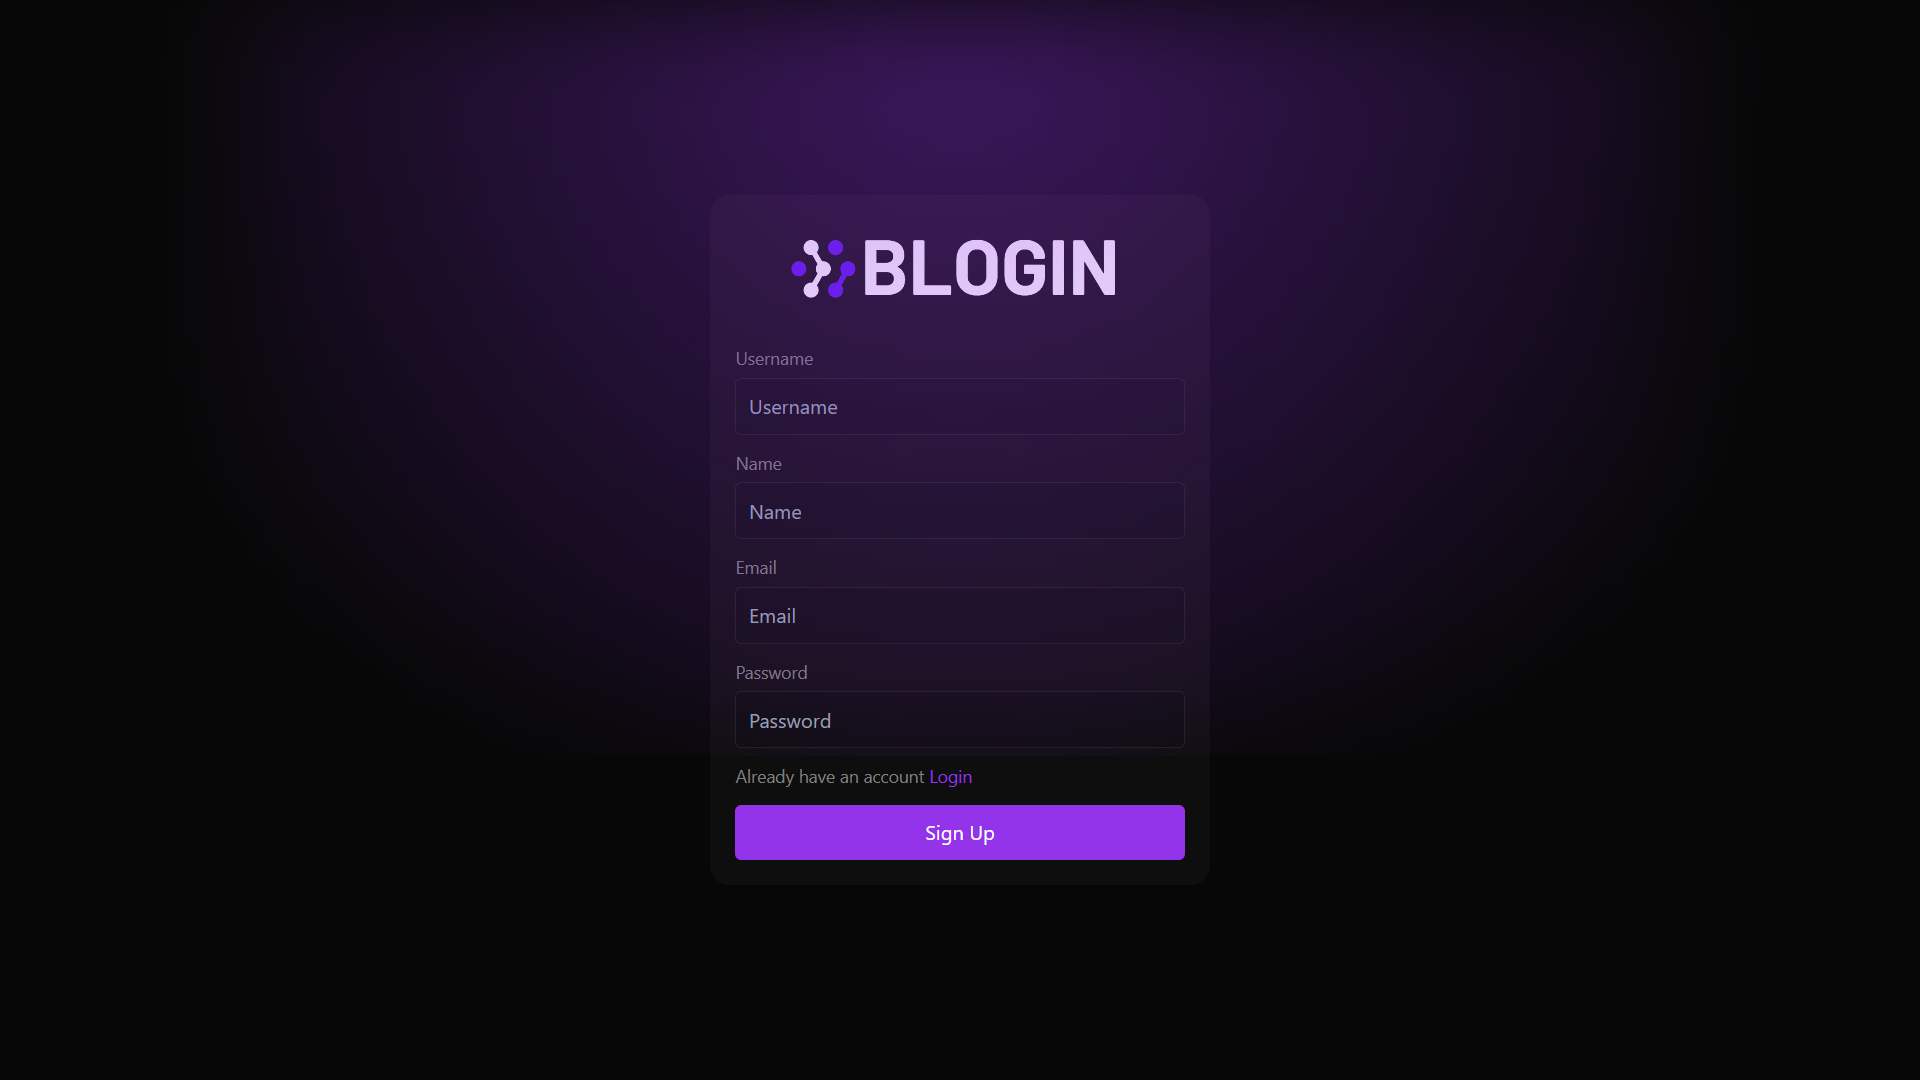 BLOGIN
Username
Username
Name
Name
Email
Email
Password
Password
Already have an account Login
Sign Up